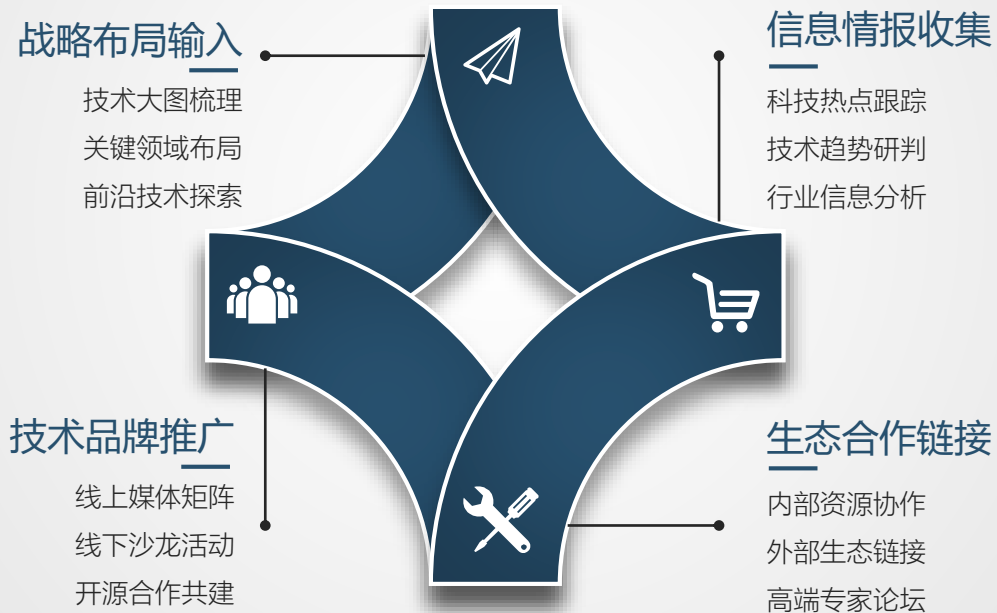 战略布局输入
技术大图梳理
关键领域布局
前沿技术探索
信息情报收集
科技热点跟踪
技术趋势研判
行业信息分析
技术品牌推广
线上媒体矩阵
线下沙龙活动
开源合作共建
生态合作链接
内部资源协作
外部生态链接
高端专家论坛